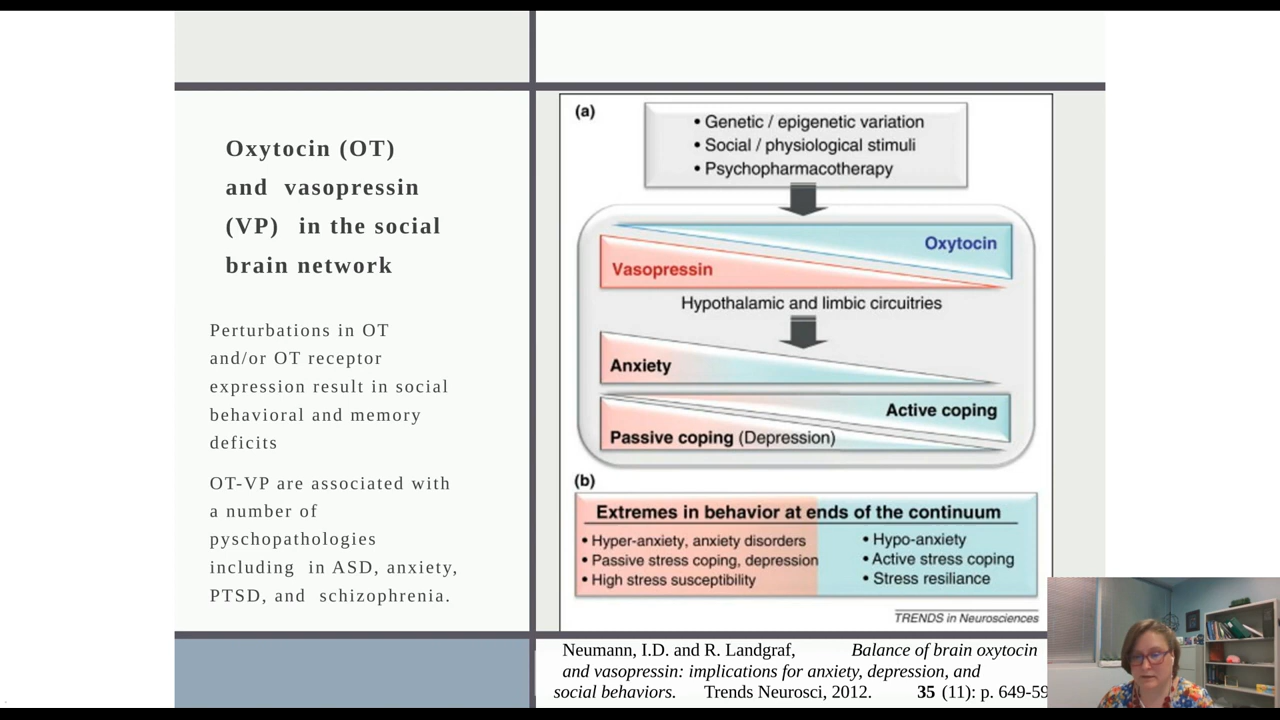 Oxytocin (OT)
and vasopressin
(VP) in the social
brain network
Perturbations in OT
and/or OT receptor
expression result in social
behavioral and memory
deficits
OT-VP are associated with
a number of
pyschopathologies
including in ASD, anxiety,
PTSD, and schizophrenia.
(a)
• Genetic / epigenetic variation
• Social / physiological stimuli
• Psychopharmacotherapy
Oxytocin
Vasopressin
Hypothalamic and limbic circuitries
Anxiety
Active coping
Passive coping (Depression)
(b)
Extremes in behavior at ends of the continuum
• Hyper-anxiety, anxiety disorders
• Passive stress coping, depression
• High stress susceptibility
• Hypo-anxiety
• Active stress coping
• Stress resiliance
TRENDS in Neurosciences
Neumann, I.D. and R. Landgraf, Balance of brain oxytocin
and vasopressin: implications for anxiety, depression, and
social behaviors. Trends Neurosci, 2012. 35 (11): p. 649-59